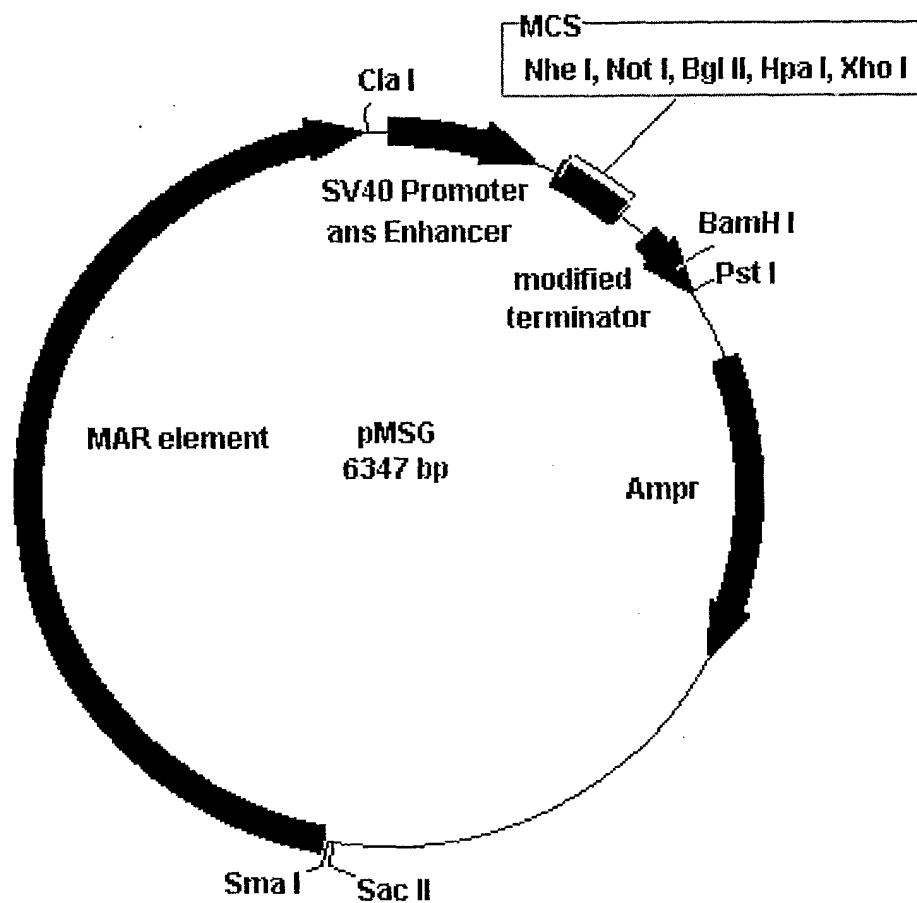 MCS
Nhe I, Not I, Bgl II, Hpa I, Xho I
Cla I
SV40 Promoter
ans Enhancer
BamH I
Pst I
modified
terminator
MAR element
pMSG
6347 bp
Ampr
Sma I
Sac II